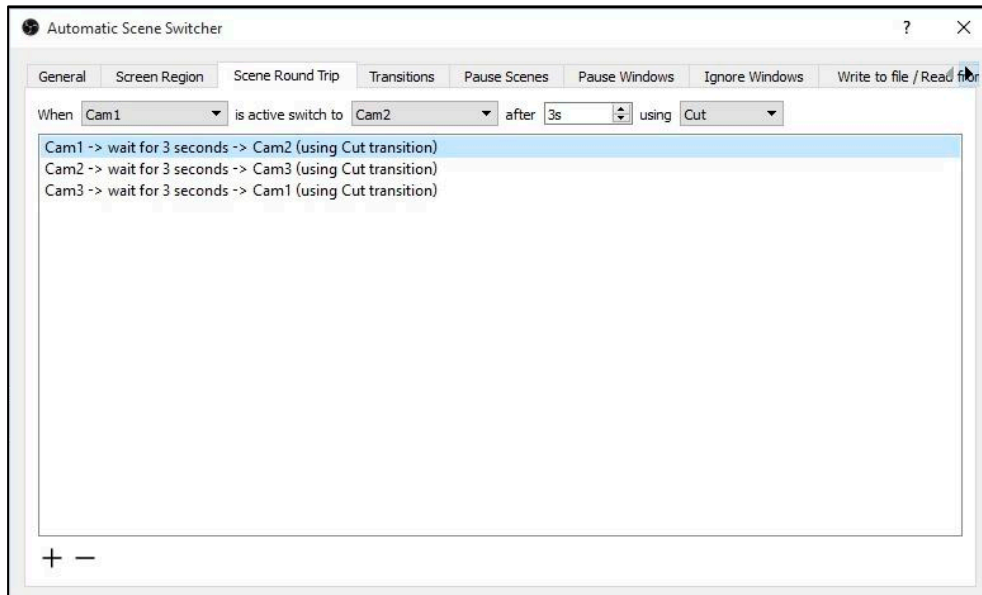 Automatic Scene Switcher ? X
General Screen Region Scene Round Trip Transitions Pause Scenes Pause Windows Ignore Windows Write to file / Read
When Cam1 is active switch to Cam2 after 3s using Cut
Cam1 -> wait for 3 seconds -> Cam2 (using Cut transition)
Cam2 -> wait for 3 seconds -> Cam3 (using Cut transition)
Cam3 -> wait for 3 seconds -> Cam1 (using Cut transition)
+ −